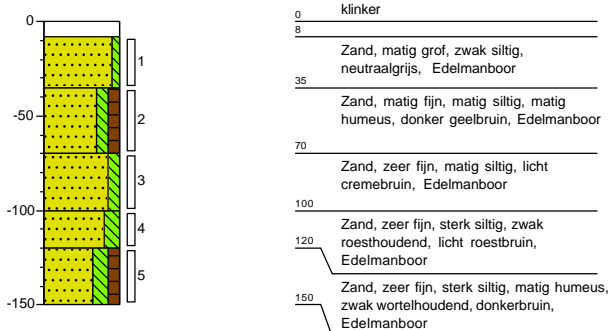 0
-50
-100
-150
1
2
3
4
5
0
klinker
8
Zand, matig grof, zwak siltig,
neutraalgrijs, Edelmanboor
35
Zand, matig fijn, matig siltig, matig
humeus, donker geelbruin, Edelmanboor
70
Zand, zeer fijn, matig siltig, licht
cremebruin, Edelmanboor
100
Zand, zeer fijn, sterk siltig, zwak
roesthoudend, licht roestbruin,
Edelmanboor
120
Zand, zeer fijn, sterk siltig, matig humeus,
zwak wortelhoudend, donkerbruin,
Edelmanboor
150